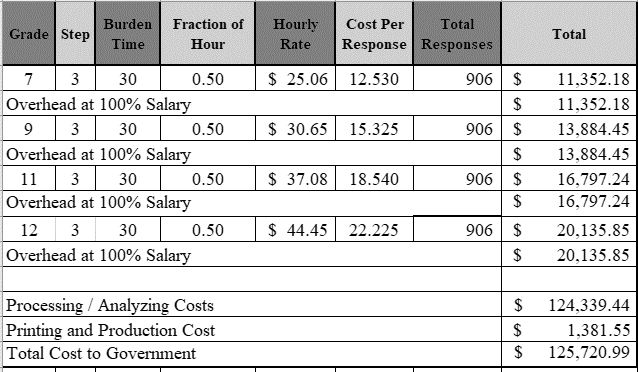 Grade Step Burden Time Fraction of Hour Hourly Rate Cost Per Response Total Responses Total
7 3 30 0.50 $ 25.06 12.530 906 $ 11,352.18
Overhead at 100% Salary $ 11,352.18
9 3 30 0.50 $ 30.65 15.325 906 $ 13,884.45
Overhead at 100% Salary $ 13,884.45
11 3 30 0.50 $ 37.08 18.540 906 $ 16,797.24
Overhead at 100% Salary $ 16,797.24
12 3 30 0.50 $ 44.45 22.225 906 $ 20,135.85
Overhead at 100% Salary $ 20,135.85
Processing / Analyzing Costs $ 124,339.44
Printing and Production Cost $ 1,381.55
Total Cost to Government $ 125,720.99